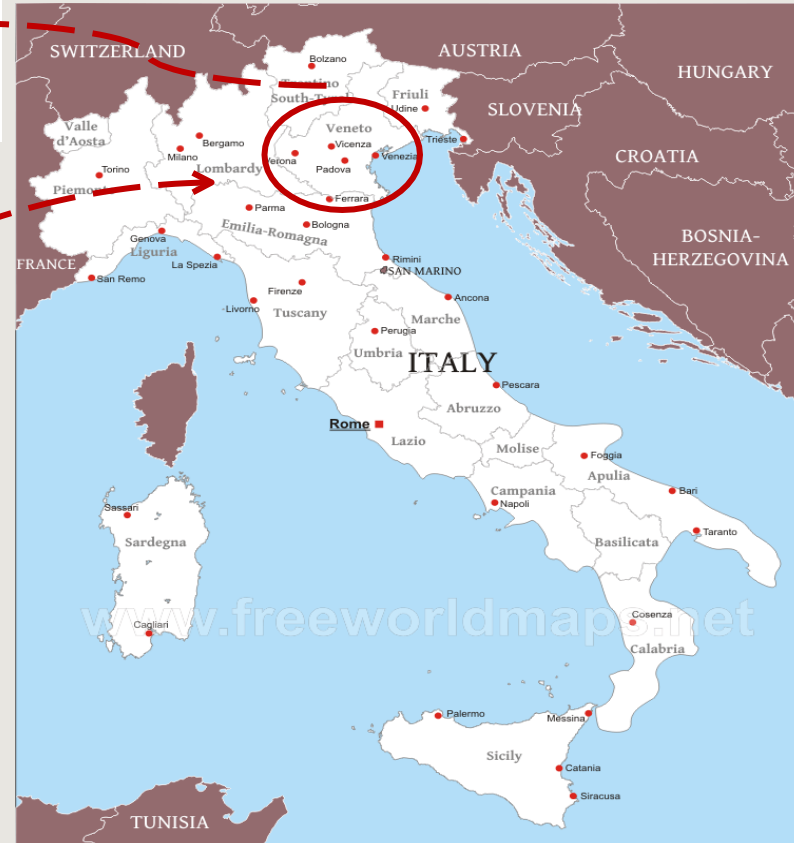 SWITZERLAND
AUSTRIA
HUNGARY
Bolzano
Trentino
South-Tyrol
Friuli
Udine
SLOVENIA
Valle
d'Aosta
Veneto
Vicenza
Trieste
Bergamo
Milano
Verona
Venezia
CROATIA
Torino
Lombardy
Padova
Piemont
Ferrara
Parma
Bologna
Emilia-Romagna
Genova
Liguria
BOSNIA-
HERZEGOVINA
FRANCE
La Spezia
Rimini
SAN MARINO
San Remo
Firenze
Livorno
Tuscany
Ancona
Marche
Perugia
Umbria
ITALY
Pescara
Abruzzo
Rome
Lazio
Molise
Foggia
Apulia
Campania
Napoli
Bari
Sassari
Sardegna
Basilicata
Taranto
www.freeworldmaps.net
Cagliari
Cosenza
Calabria
Palermo
Messina
Sicily
Catania
Siracusa
TUNISIA